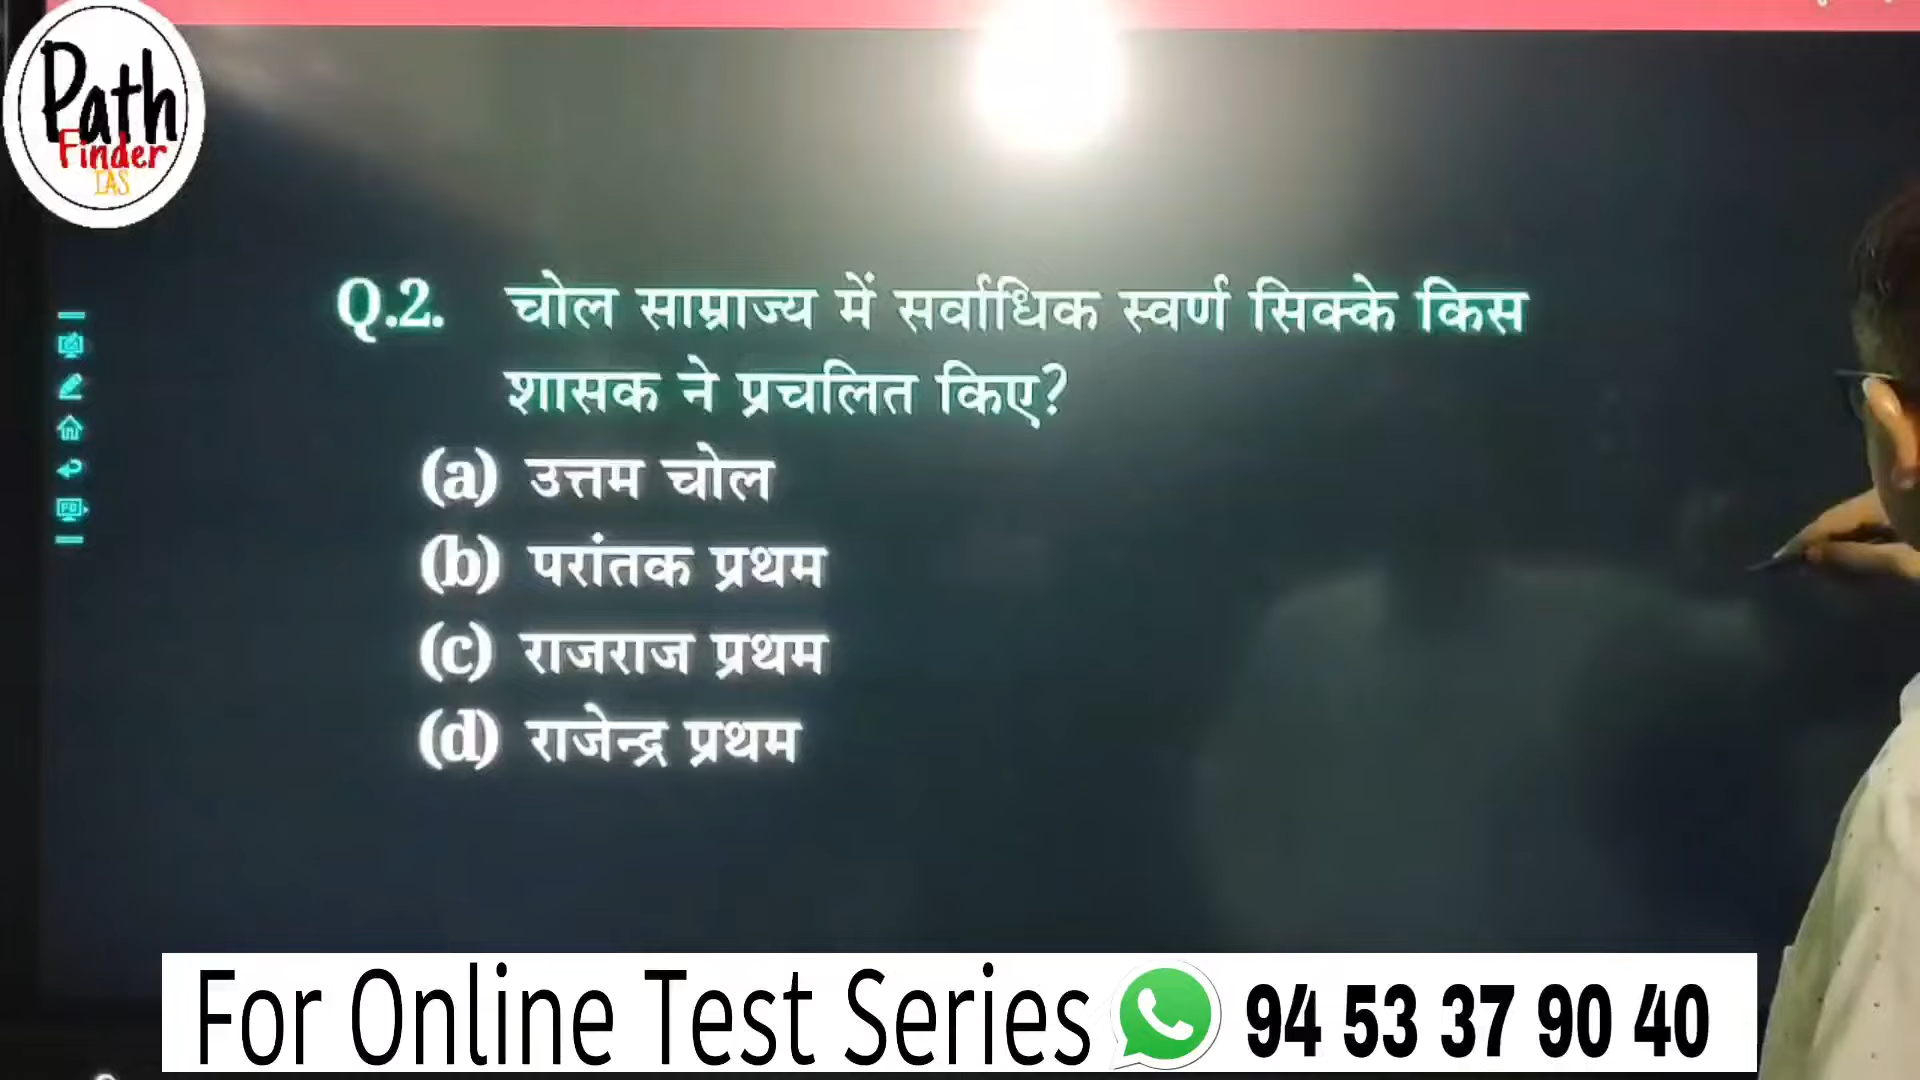 Path
Finder
IAS
Q.2. चोल साम्राज्य में सर्वाधिक स्वर्ण सिक्के किस
शासक ने प्रचलित किए?
(a) उत्तम चोल
(b) परांतक प्रथम
(c) राजराज प्रथम
(d) राजेन्द्र प्रथम
For Online Test Series 94 53 37 90 40